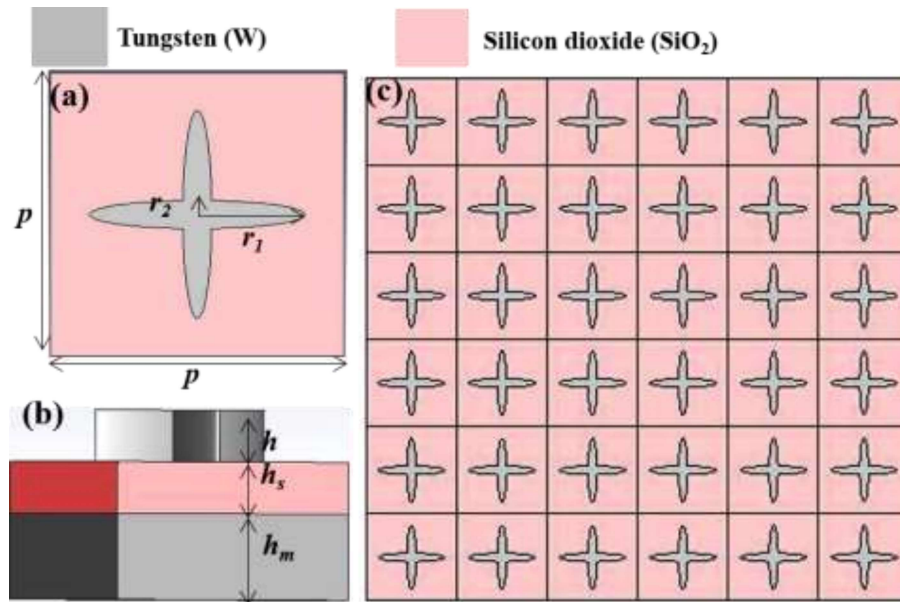 Tungsten (W)
Silicon dioxide (SiO₂)
(a)
p
r₂
r₁
p
(b)
h
hₛ
hₘ
(c)